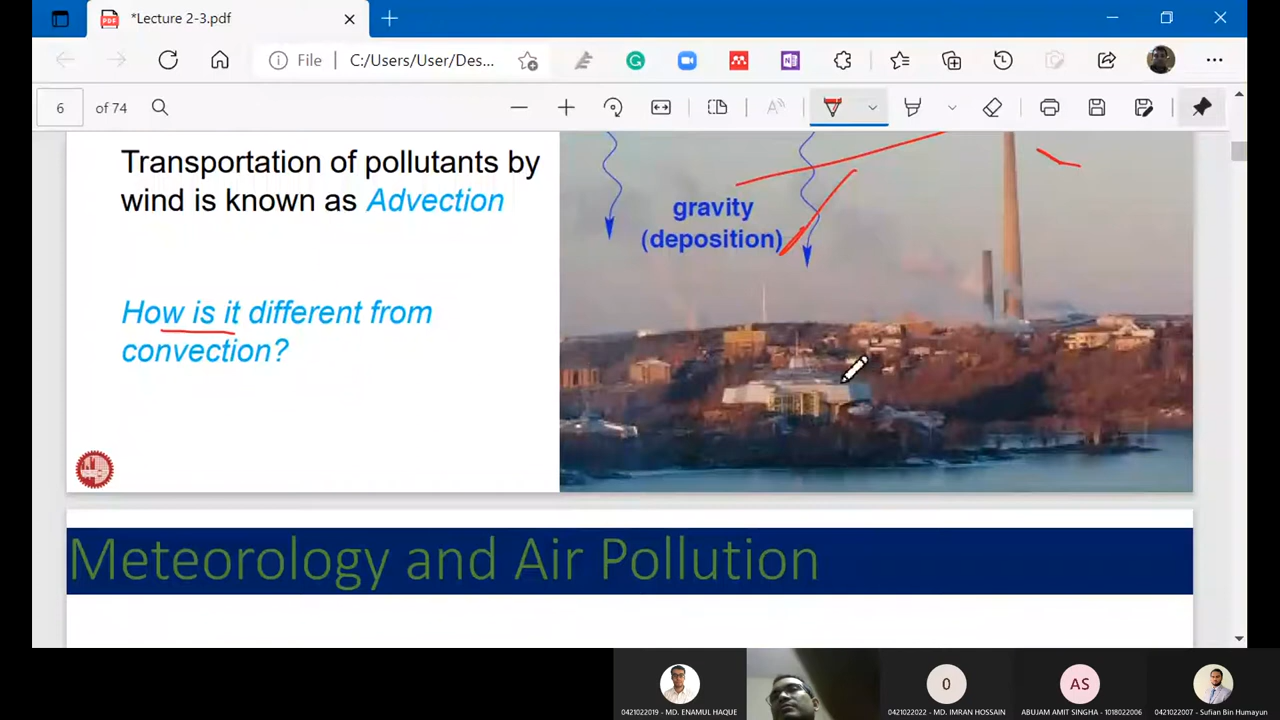 *Lecture 2-3.pdf
File
C:/Users/User/Des...
6 of 74
Transportation of pollutants by
wind is known as Advection
How is it different from
convection?
gravity
(deposition)
Meteorology and Air Pollution
0
AS
0421022019 - MD. ENAMUL HAQUE
0421022022 - MD. IMRAN HOSSAIN
ABUJAM AMIT SINGHA - 1018022006
0421022007 - Sufian Bin Humayun